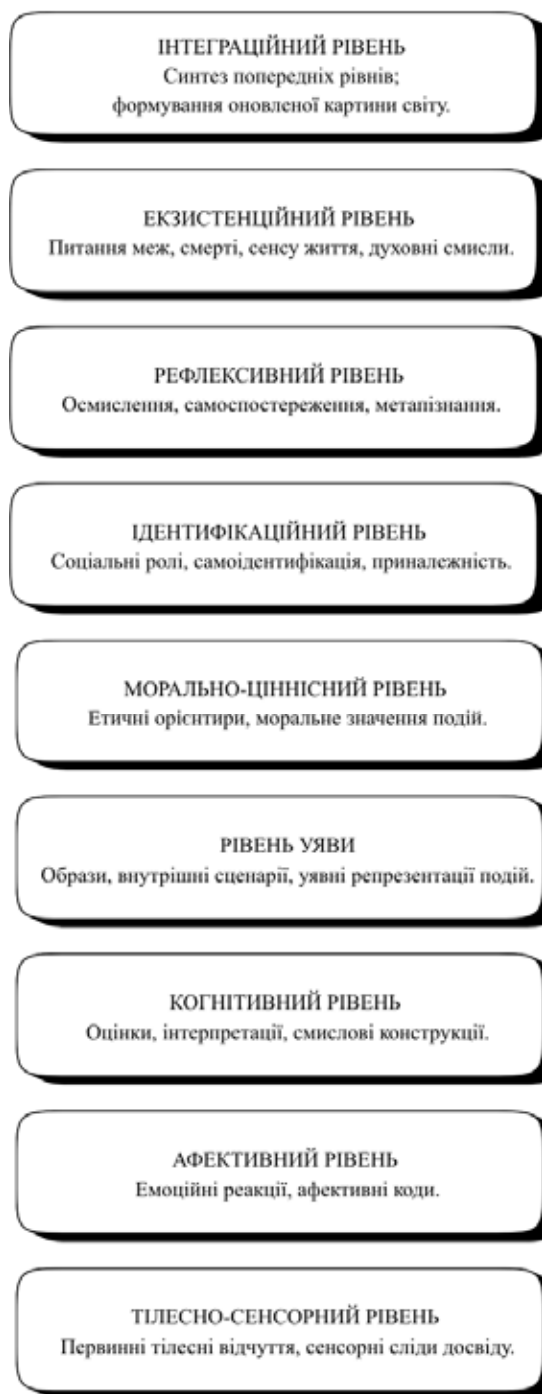 ІНТЕГРАЦІЙНИЙ РІВЕНЬ
Синтез попередніх рівнів;
формування оновленої картини світу.
ЕКЗИСТЕНЦІЙНИЙ РІВЕНЬ
Питання меж, смерті, сенсу життя, духовні смисли.
РЕФЛЕКСИВНИЙ РІВЕНЬ
Осмислення, самоспостереження, метапізнання.
ІДЕНТИФІКАЦІЙНИЙ РІВЕНЬ
Соціальні ролі, самоідентифікація, приналежність.
МОРАЛЬНО-ЦІННІСНИЙ РІВЕНЬ
Етичні орієнтири, моральне значення подій.
РІВЕНЬ УЯВИ
Образи, внутрішні сценарії, уявні репрезентації подій.
КОГНІТИВНИЙ РІВЕНЬ
Оцінки, інтерпретації, смислові конструкції.
АФЕКТИВНИЙ РІВЕНЬ
Емоційні реакції, афективні коди.
ТІЛЕСНО-СЕНСОРНИЙ РІВЕНЬ
Первинні тілесні відчуття, сенсорні сліди досвіду.